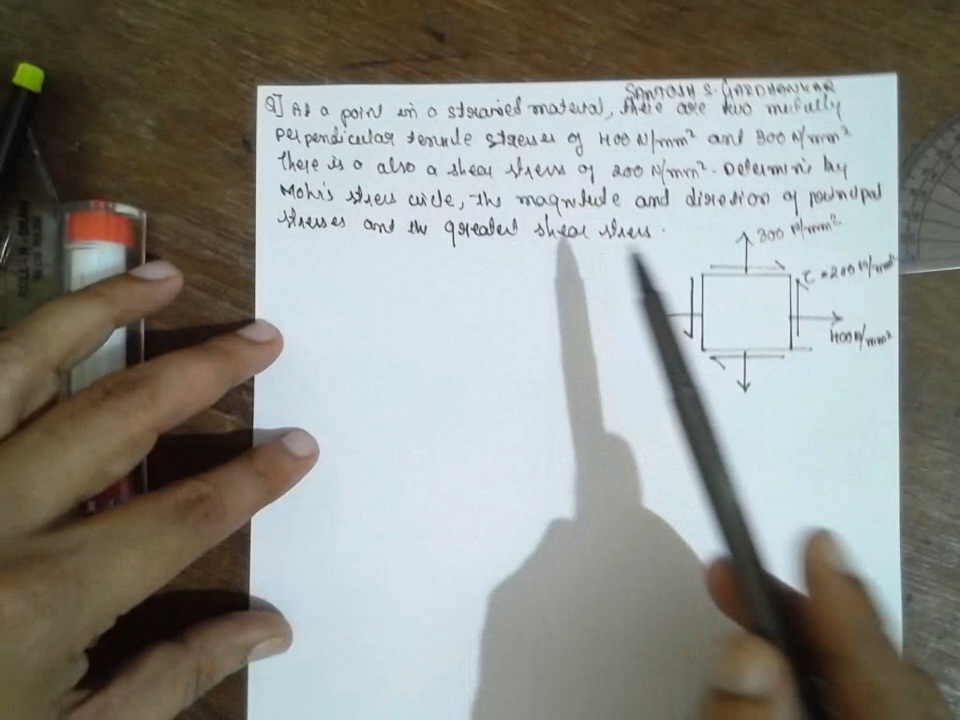 SANTOSH S. GARDHANKAR
Q] At a point in a strained material, there are two mutually
perpendicular tensile stresses of 400 N/mm² and 300 N/mm²
There is a also a shear stress of 200 N/mm². Determine by
Mohr's stress circle, the magnitude and direction of principal
stresses and the greatest shear stress.
300 N/mm²
τ = 200 N/mm²
400 N/mm²